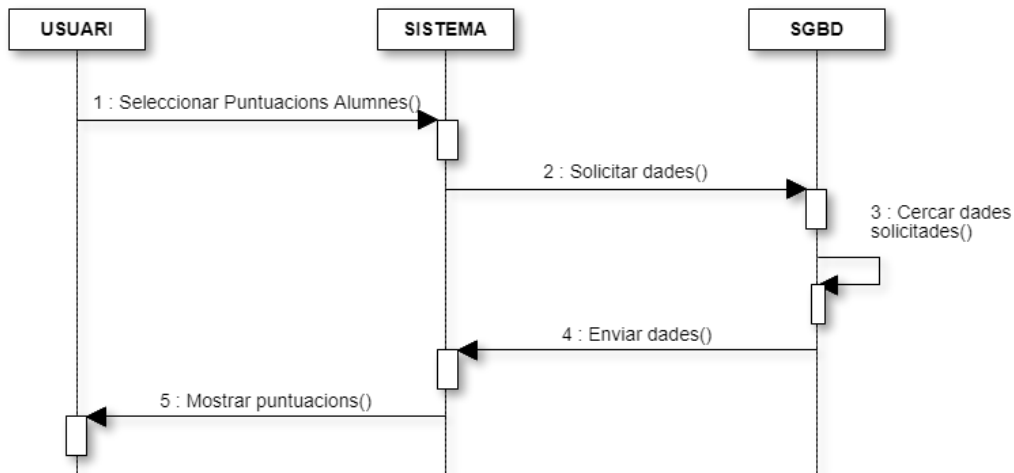 USUARI
SISTEMA
SGBD
1 : Seleccionar Puntuacions Alumnes()
2 : Solicitar dades()
3 : Cercar dades
solicitades()
4 : Enviar dades()
5 : Mostrar puntuacions()